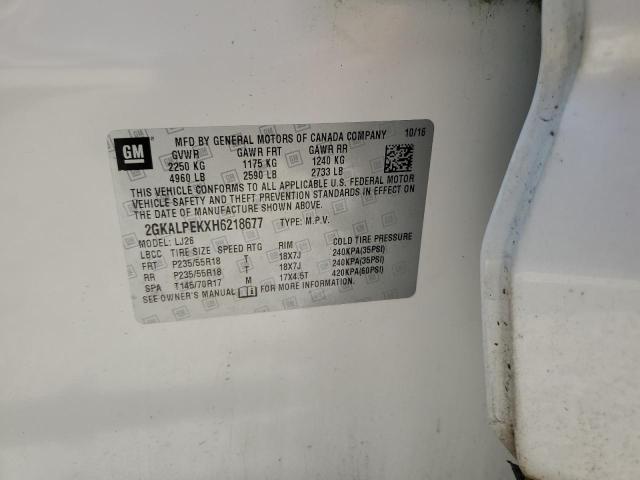 GM
MFD BY GENERAL MOTORS OF CANADA COMPANY 10/16
GVWR GAWR FRT GAWR RR
2250 KG 1175 KG 1240 KG
4960 LB 2590 LB 2733 LB
THIS VEHICLE CONFORMS TO ALL APPLICABLE U.S. FEDERAL MOTOR
VEHICLE SAFETY AND THEFT PREVENTION STANDARDS IN EFFECT ON
THE DATE OF MANUFACTURE SHOWN ABOVE.
2GKALPEKXH6218677 TYPE: M.P.V.
MODEL: LJ26
LBCC TIRE SIZE SPEED RTG RIM COLD TIRE PRESSURE
FRT P235/55R18 T 18X7J 240KPA(35PSI)
RR P235/55R18 T 18X7J 240KPA(35PSI)
SPA T145/70R17 M 17X4.5T 420KPA(60PSI)
SEE OWNER'S MANUAL FOR MORE INFORMATION